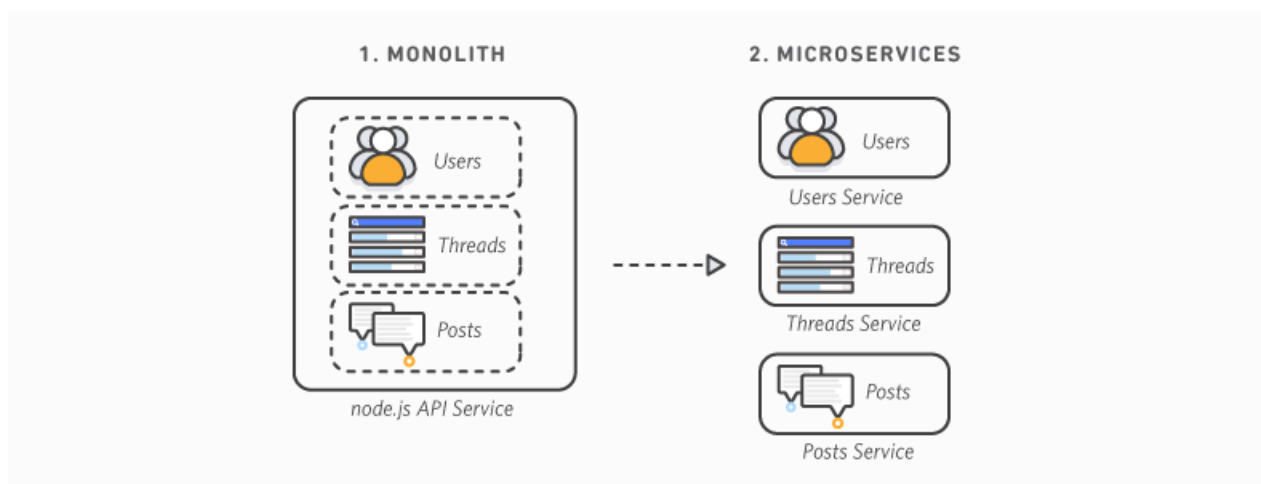 1. MONOLITH
Users
Threads
Posts
node.js API Service
2. MICROSERVICES
Users
Users Service
Threads
Threads Service
Posts
Posts Service